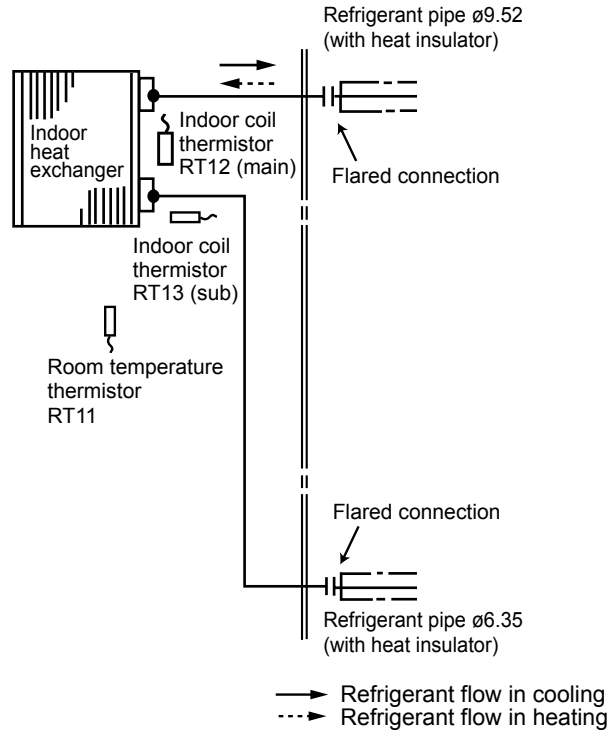 Refrigerant pipe ø9.52
(with heat insulator)
Indoor
heat
exchanger
Indoor coil
thermistor
RT12 (main)
Flared connection
Indoor coil
thermistor
RT13 (sub)
Room temperature
thermistor
RT11
Flared connection
Refrigerant pipe ø6.35
(with heat insulator)
Refrigerant flow in cooling
Refrigerant flow in heating